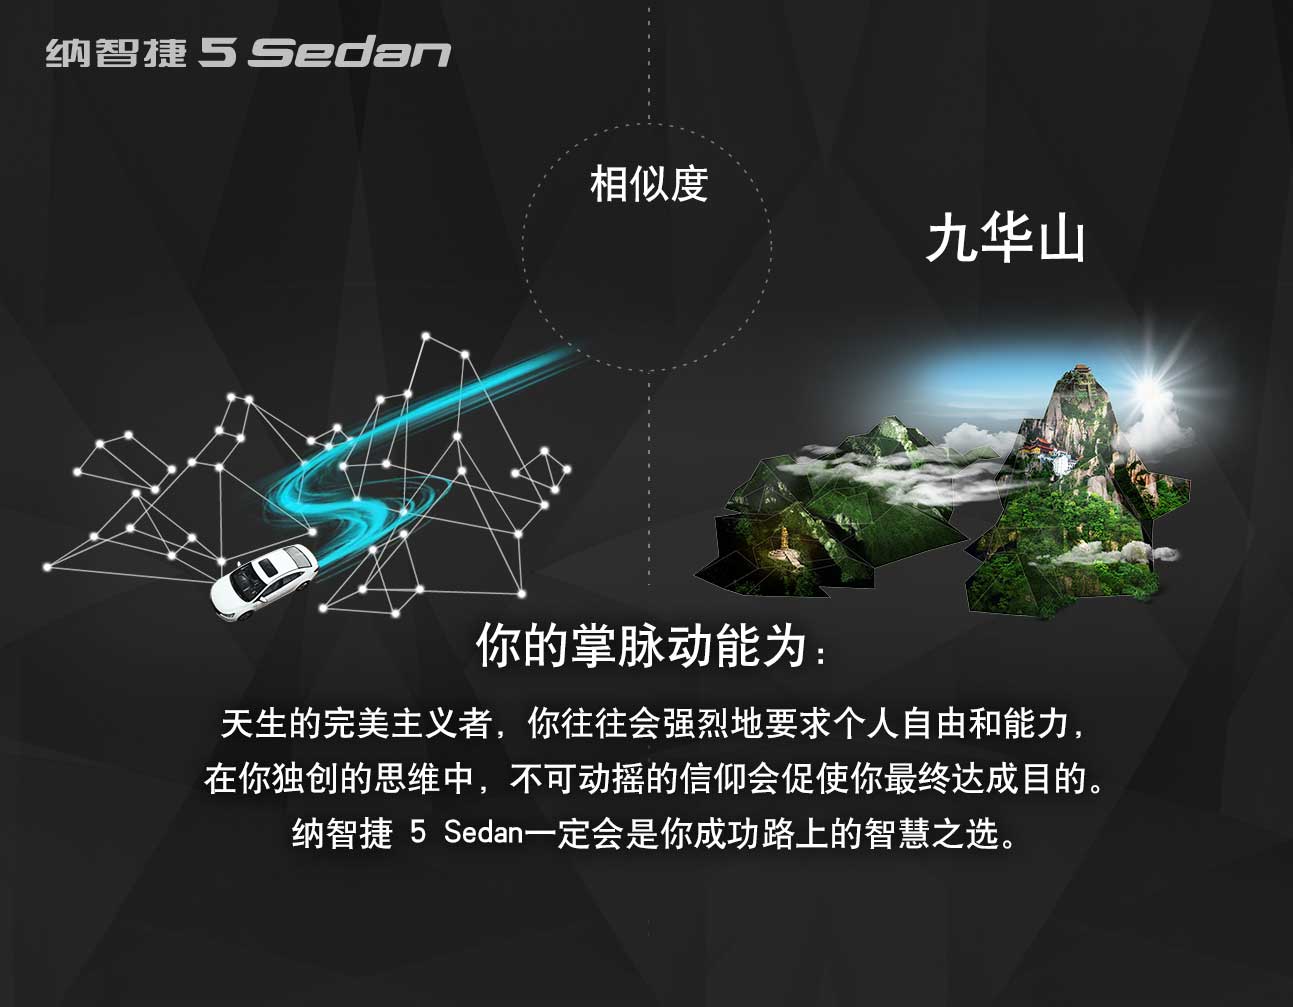 纳智捷 5 Sedan
相似度
九华山
你的掌脉动能为：
天生的完美主义者，你往往会强烈地要求个人自由和能力，
在你独创的思维中，不可动摇的信仰会促使你最终达成目的。
纳智捷 5 Sedan一定会是你成功路上的智慧之选。